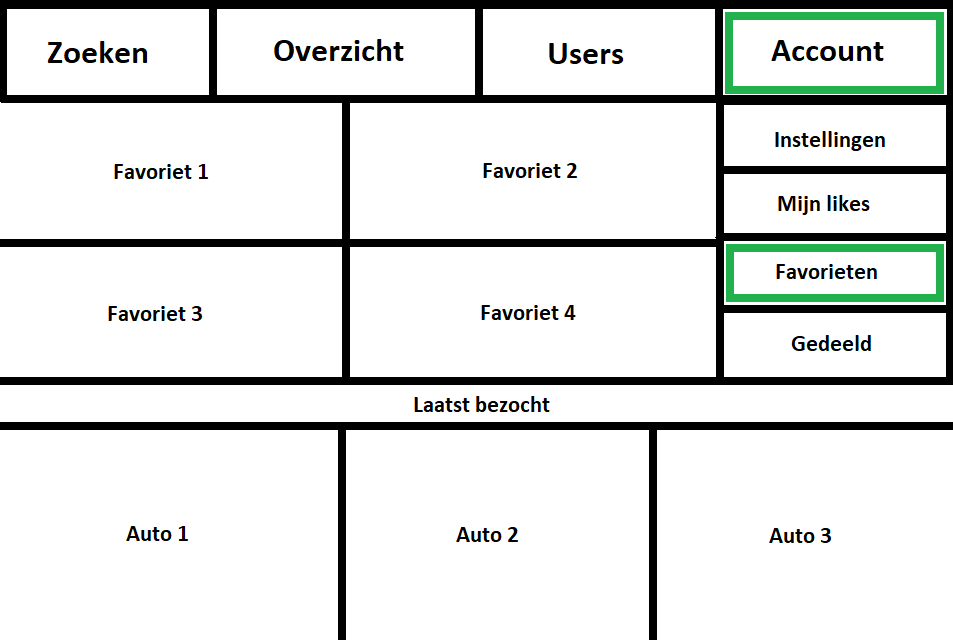 Zoeken
Overzicht
Users
Account
Instellingen
Mijn likes
Favorieten
Gedeeld
Favoriet 1
Favoriet 2
Favoriet 3
Favoriet 4
Laatst bezocht
Auto 1
Auto 2
Auto 3